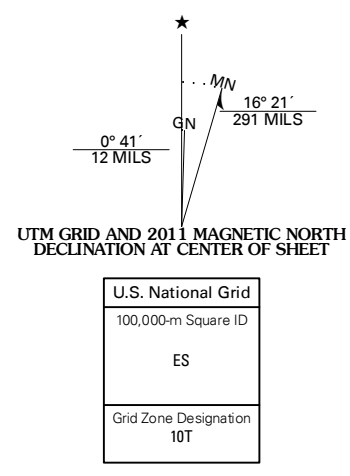 ★
MN
16° 21´
291 MILS
GN
0° 41´
12 MILS
UTM GRID AND 2011 MAGNETIC NORTH
DECLINATION AT CENTER OF SHEET
U.S. National Grid
100,000-m Square ID
ES
Grid Zone Designation
10T